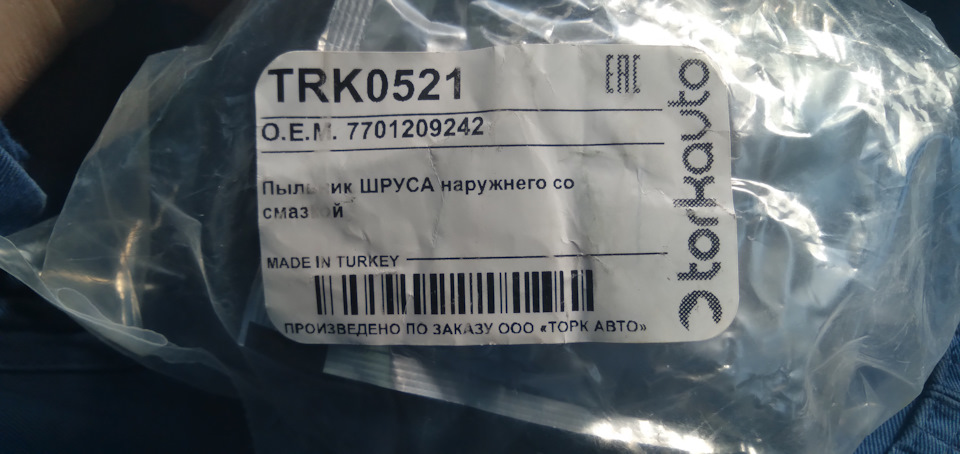 TRK0521
EAC
O.E.M. 7701209242
Пыльник ШРУСА наружнего со
смазкой
MADE IN TURKEY
ПРОИЗВЕДЕНО ПО ЗАКАЗУ ООО «ТОРК АВТО»
torkauto